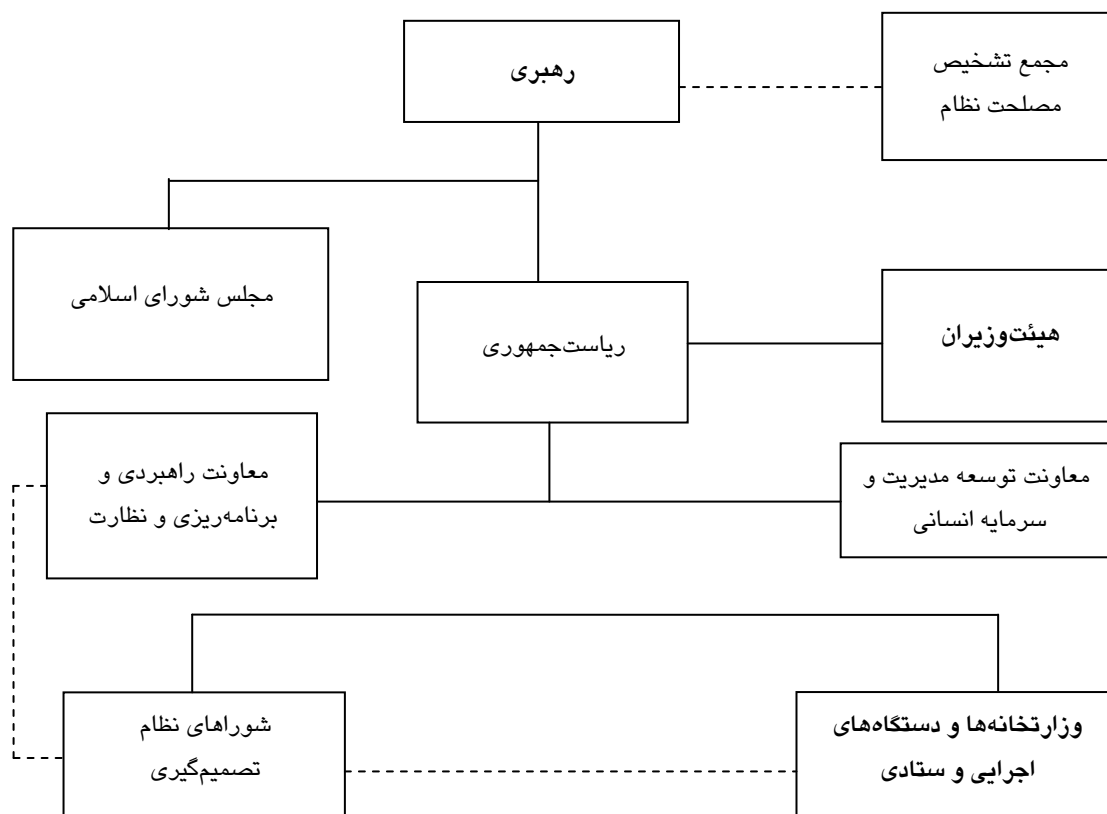 رهبری
مجمع تشخیص
مصلحت نظام
مجلس شورای اسلامی
ریاست‌جمهوری
هیئت‌وزیران
معاونت راهبردی و
برنامه‌ریزی و نظارت
معاونت توسعه مدیریت و
سرمایه انسانی
شوراهای نظام
تصمیم‌گیری
وزارتخانه‌ها و دستگاه‌های
اجرایی و ستادی